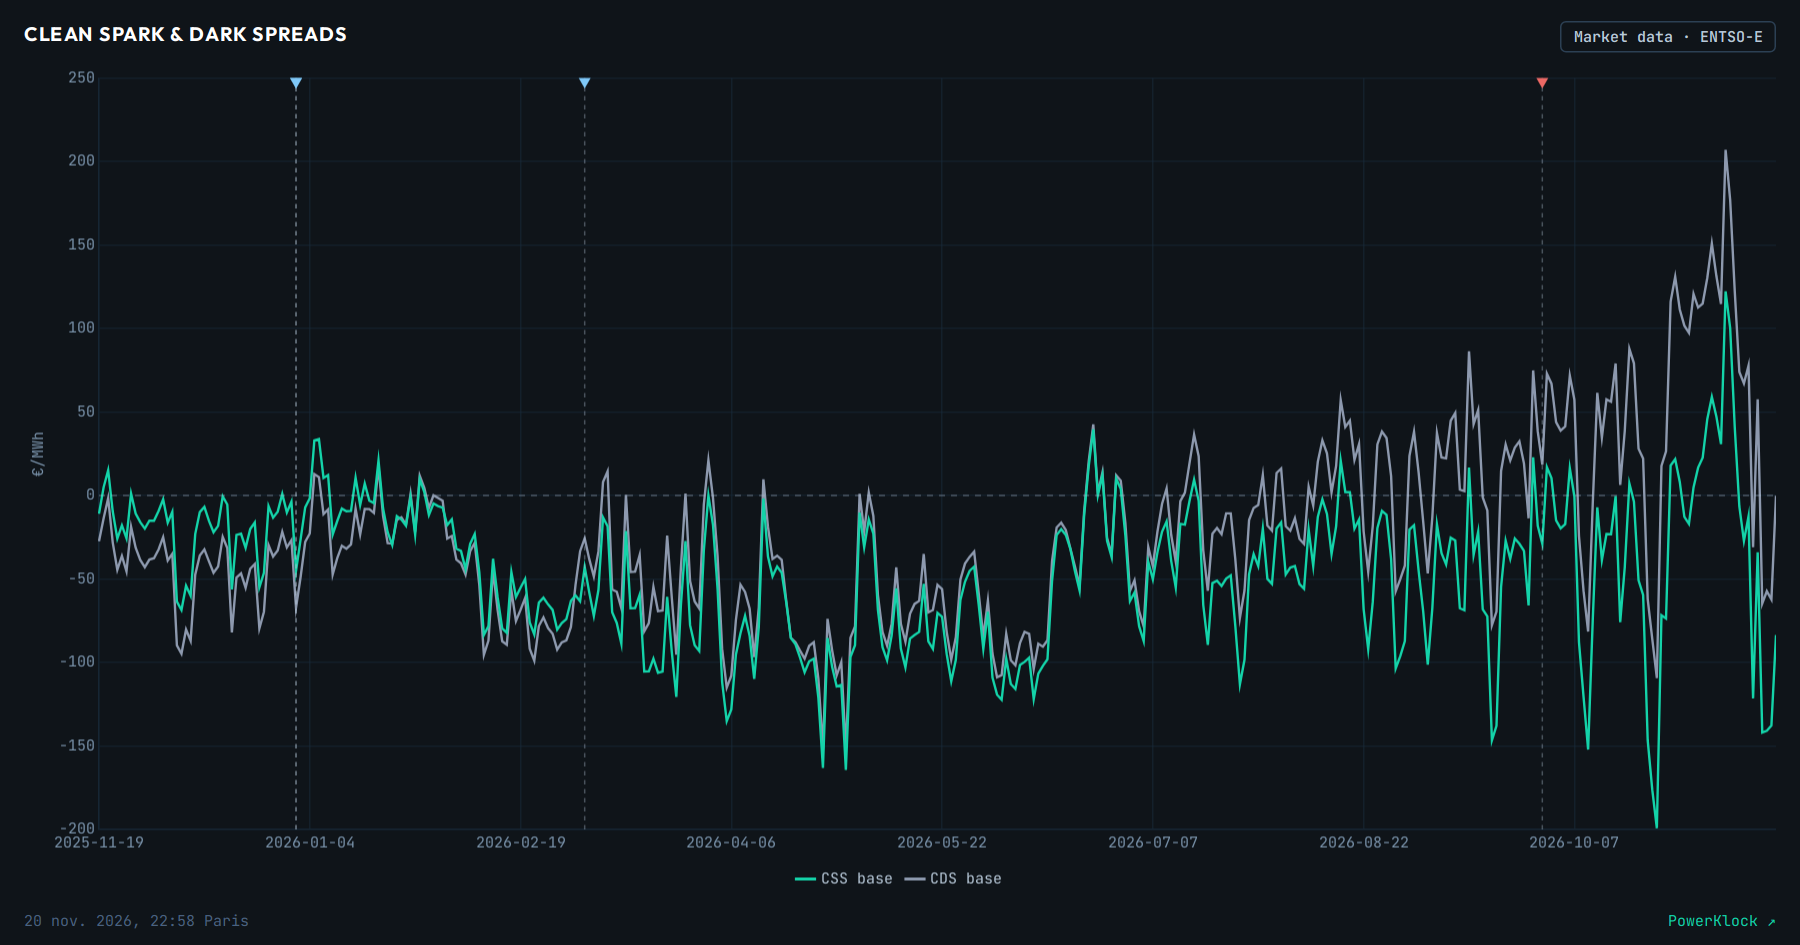 CLEAN SPARK & DARK SPREADS
Market data · ENTSO-E
250
200
150
100
50
0
-50
-100
-150
-200
€/MWh
2025-11-19
2026-01-04
2026-02-19
2026-04-06
2026-05-22
2026-07-07
2026-08-22
2026-10-07
CSS base
CDS base
20 nov. 2026, 22:58 Paris
PowerKlock ↗